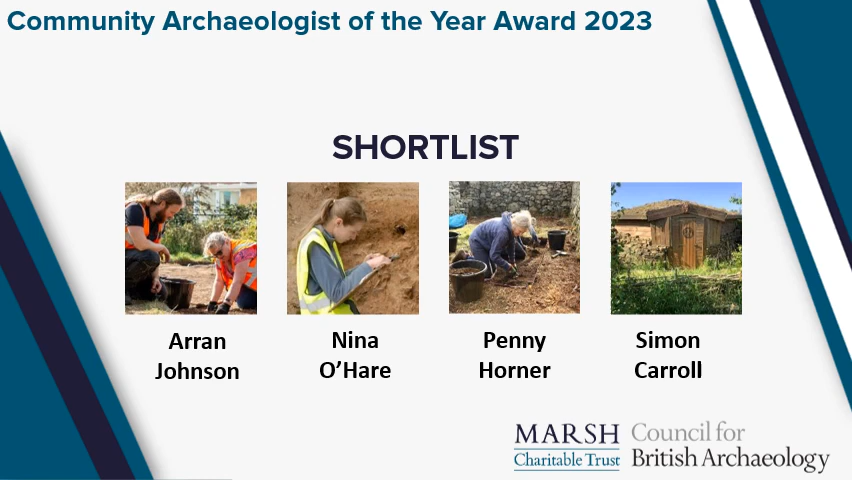 Community Archaeologist of the Year Award 2023
SHORTLIST
Arran
Johnson
Nina
O’Hare
Penny
Horner
Simon
Carroll
MARSH
Charitable Trust
Council for
British Archaeology